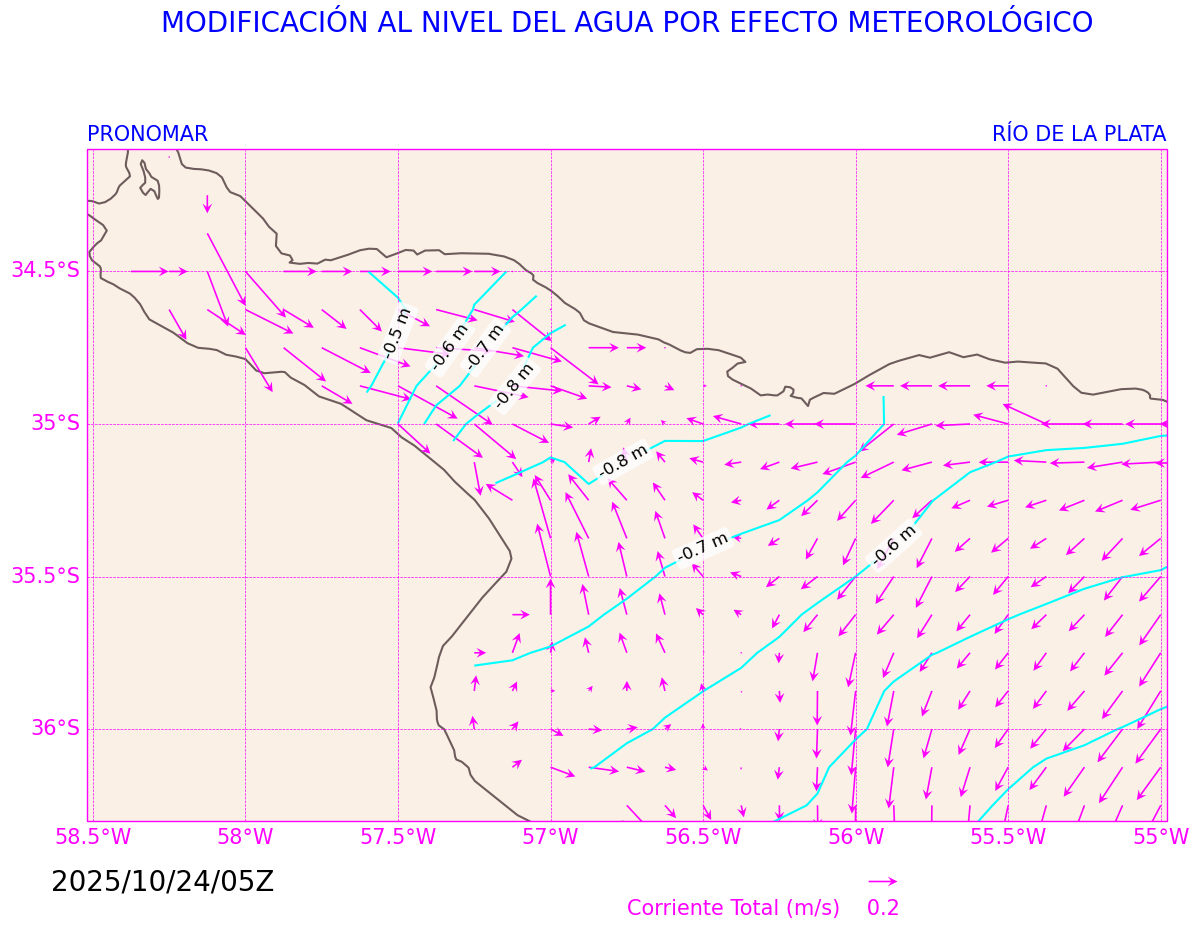 MODIFICACIÓN AL NIVEL DEL AGUA POR EFECTO METEOROLÓGICO
PRONOMAR
RÍO DE LA PLATA
34.5°S
-0.5 m
-0.6 m
-0.7 m
-0.8 m
35°S
-0.8 m
-0.7 m
-0.6 m
35.5°S
36°S
58.5°W
58°W
57.5°W
57°W
56.5°W
56°W
55.5°W
55°W
2025/10/24/05Z
Corriente Total (m/s)
0.2